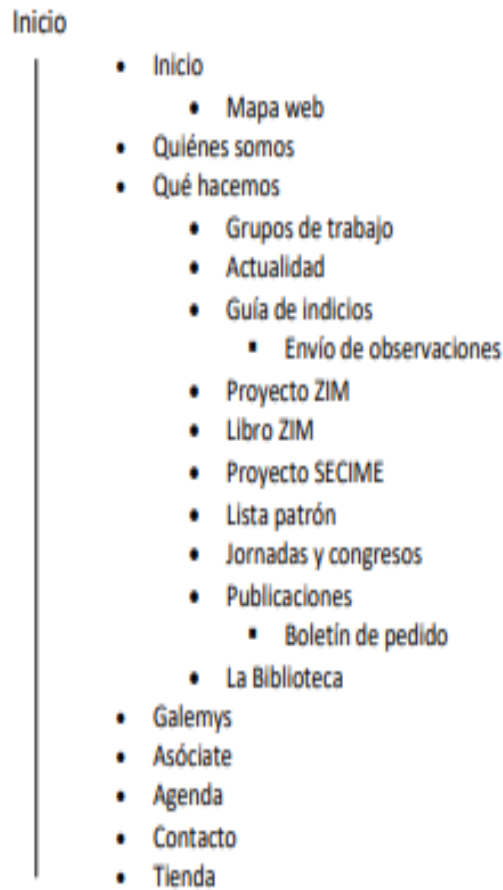 Inicio
• Inicio
• Mapa web
• Quiénes somos
• Qué hacemos
• Grupos de trabajo
• Actualidad
• Guía de indicios
▪ Envío de observaciones
• Proyecto ZIM
• Libro ZIM
• Proyecto SECIME
• Lista patrón
• Jornadas y congresos
• Publicaciones
▪ Boletín de pedido
• La Biblioteca
• Galemys
• Asóciate
• Agenda
• Contacto
• Tienda